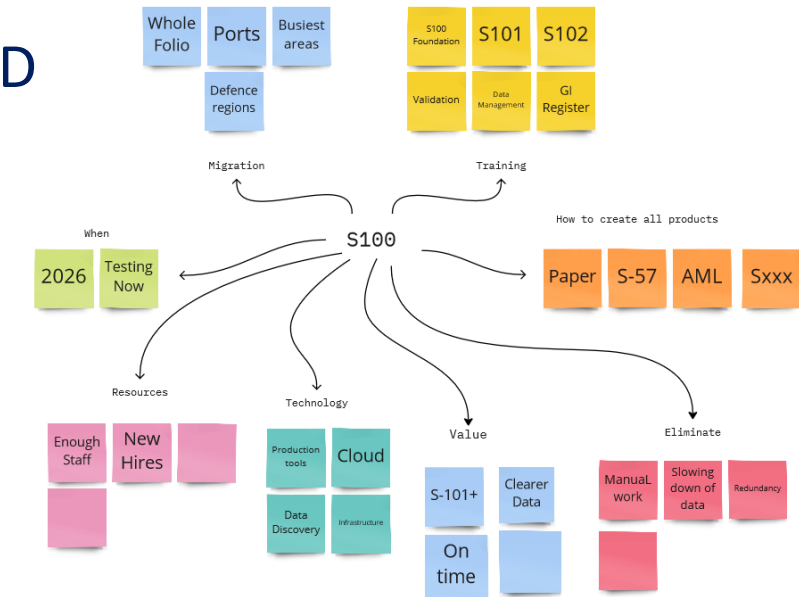 D
Whole
Folio
Ports
Busiest
areas
Defence
regions
S100
Foundation
S101
S102
Validation
Data
Management
GI
Register
Migration
Training
When
2026
Testing
Now
S100
How to create all products
Paper
S-57
AML
Sxxx
Resources
Enough
Staff
New
Hires
Technology
Production
tools
Cloud
Data
Discovery
Infrastructure
Value
S-101+
Clearer
Data
On
time
Eliminate
ManuaL
work
Slowing
down of
data
Redundancy